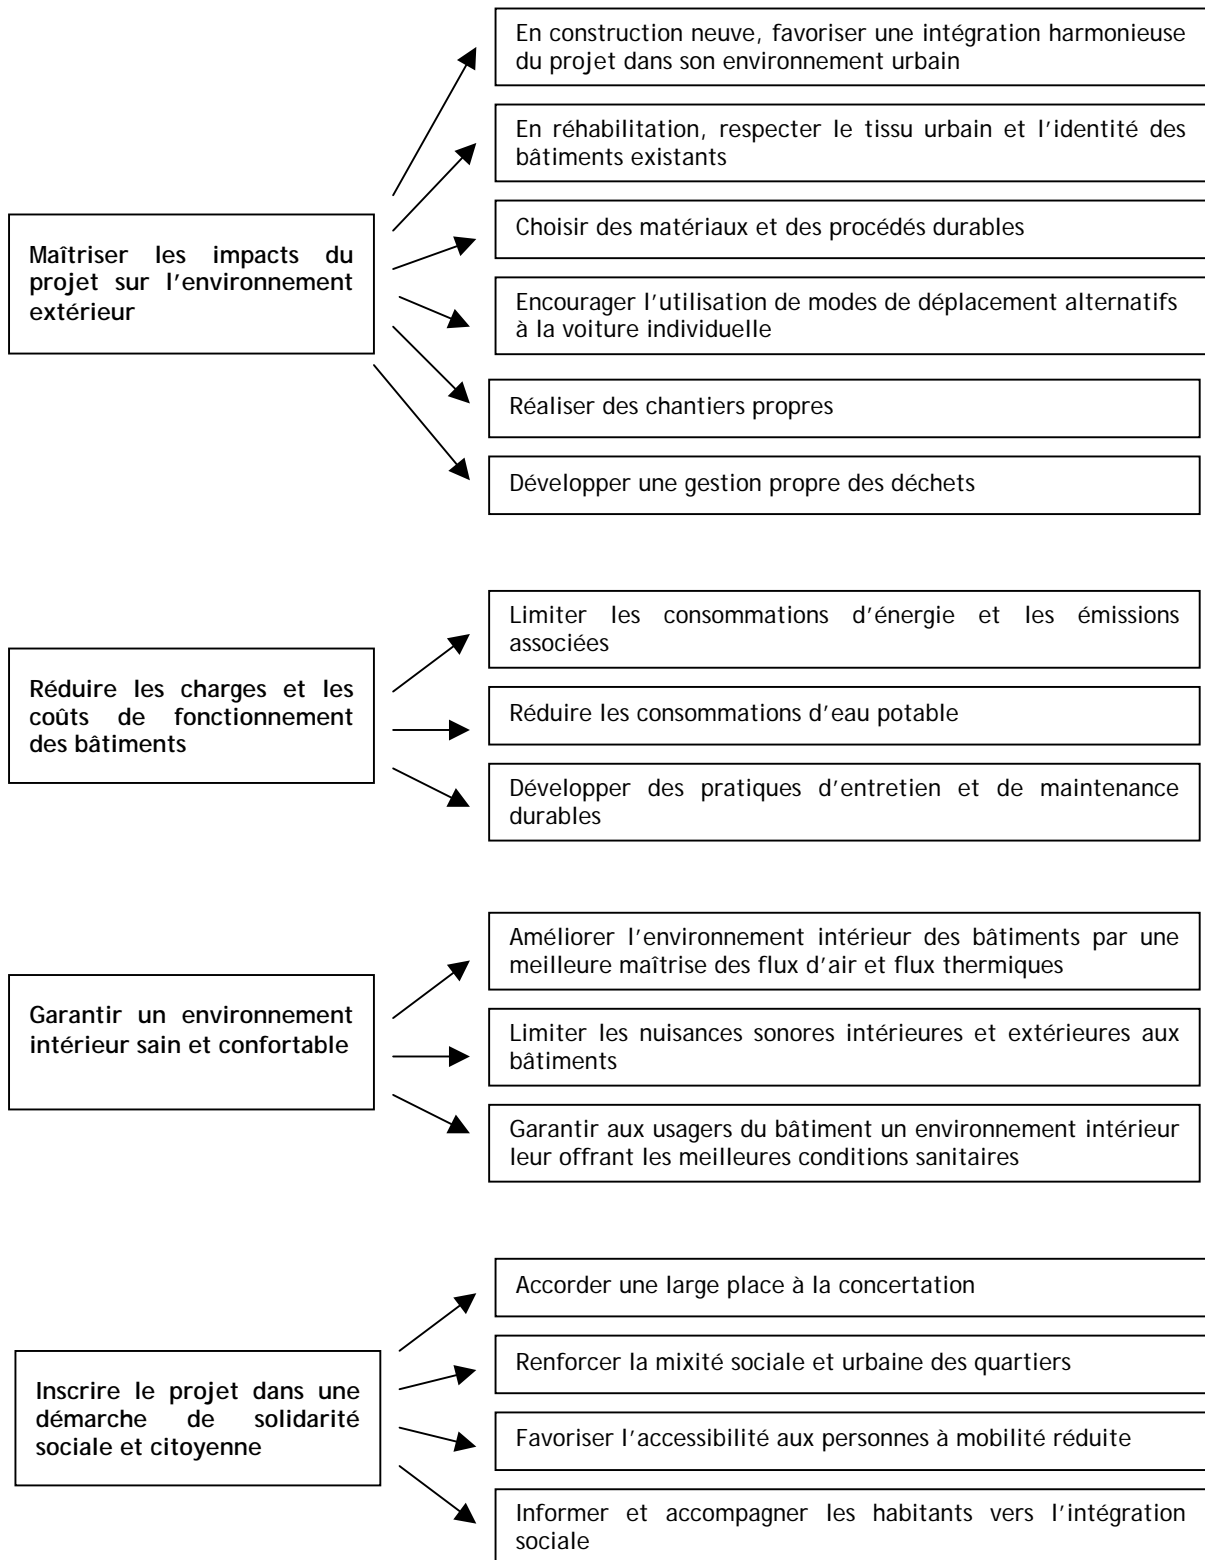 En construction neuve, favoriser une intégration harmonieuse
du projet dans son environnement urbain
En réhabilitation, respecter le tissu urbain et l'identité des
bâtiments existants
Maîtriser les impacts du
projet sur l'environnement
extérieur
Choisir des matériaux et des procédés durables
Encourager l'utilisation de modes de déplacement alternatifs
à la voiture individuelle
Réaliser des chantiers propres
Développer une gestion propre des déchets
Réduire les charges et les
coûts de fonctionnement
des bâtiments
Limiter les consommations d'énergie et les émissions
associées
Réduire les consommations d'eau potable
Développer des pratiques d'entretien et de maintenance
durables
Garantir un environnement
intérieur sain et confortable
Améliorer l'environnement intérieur des bâtiments par une
meilleure maîtrise des flux d'air et flux thermiques
Limiter les nuisances sonores intérieures et extérieures aux
bâtiments
Garantir aux usagers du bâtiment un environnement intérieur
leur offrant les meilleures conditions sanitaires
Inscrire le projet dans une
démarche de solidarité
sociale et citoyenne
Accorder une large place à la concertation
Renforcer la mixité sociale et urbaine des quartiers
Favoriser l'accessibilité aux personnes à mobilité réduite
Informer et accompagner les habitants vers l'intégration
sociale